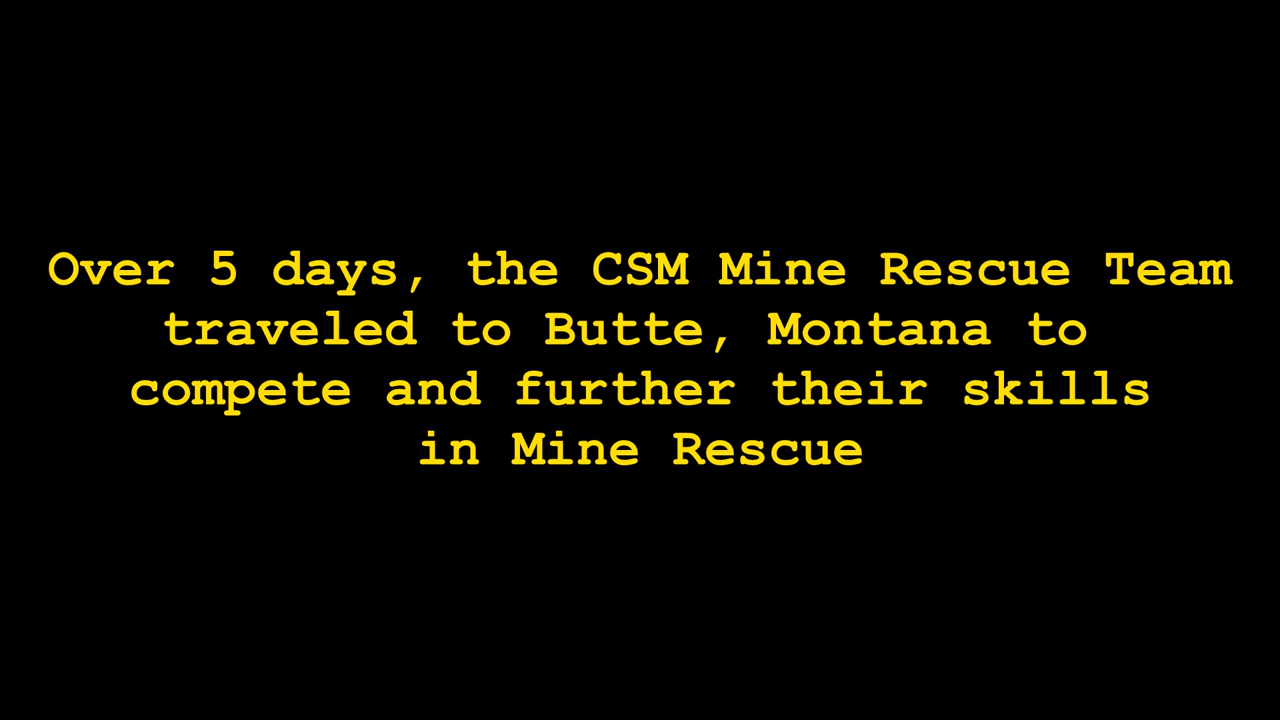 Over 5 days, the CSM Mine Rescue Team
traveled to Butte, Montana to
compete and further their skills
in Mine Rescue